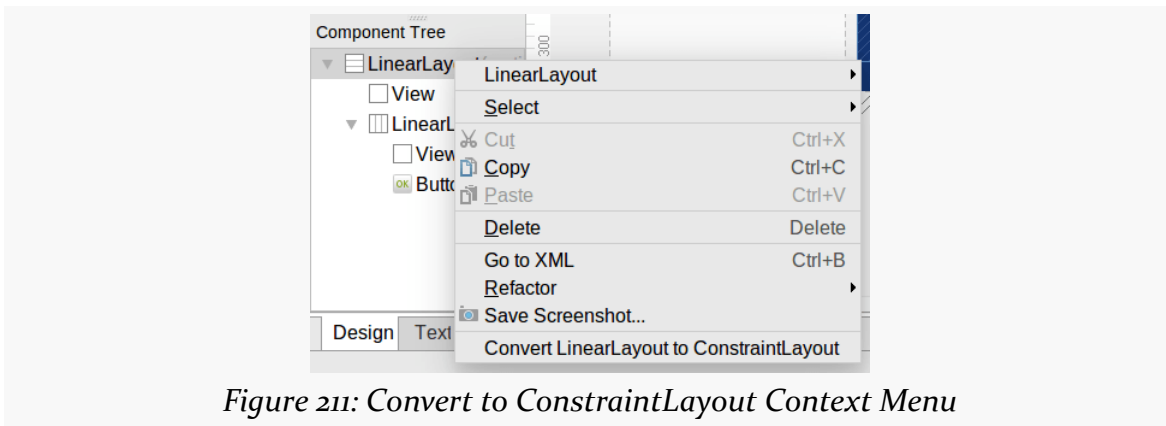 Component Tree
300
LinearLay
LinearLayout
View
Select
LinearL
Cut Ctrl+X
View
Copy Ctrl+C
OK Butto
Paste Ctrl+V
Delete Delete
Go to XML Ctrl+B
Refactor
Save Screenshot...
Design Text
Convert LinearLayout to ConstraintLayout
Figure 211: Convert to ConstraintLayout Context Menu